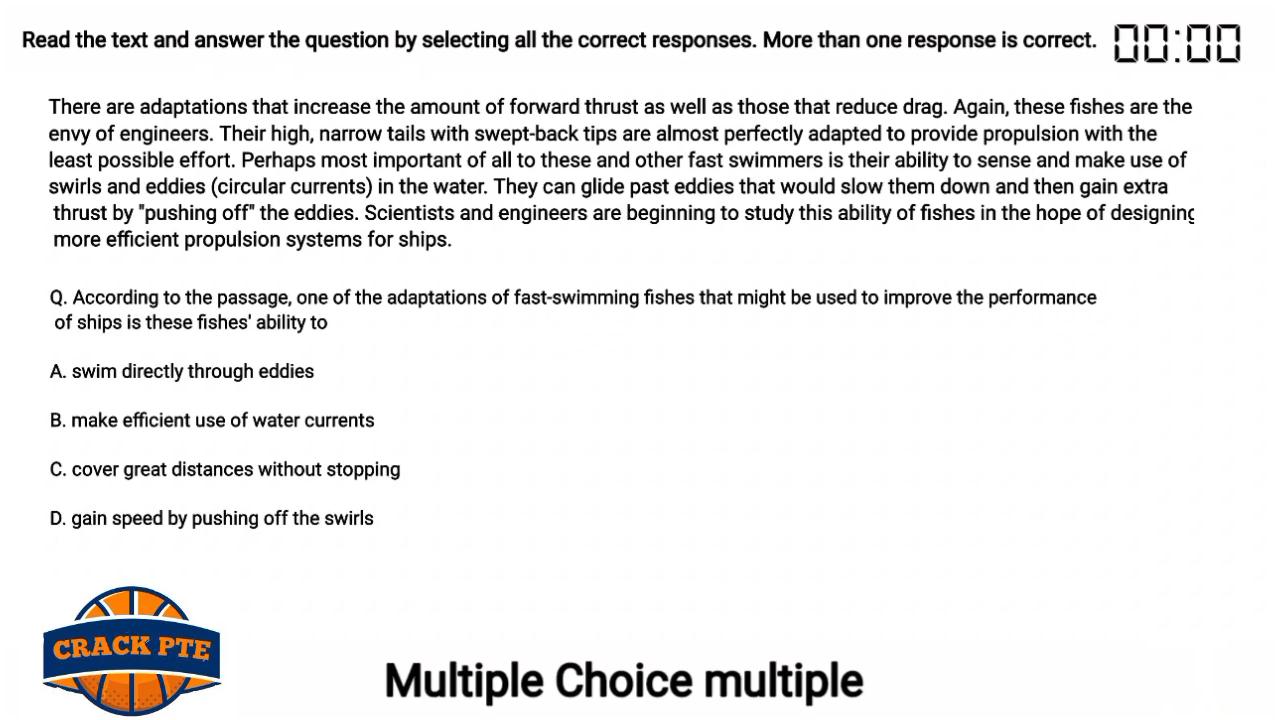 Read the text and answer the question by selecting all the correct responses. More than one response is correct. 00:00
There are adaptations that increase the amount of forward thrust as well as those that reduce drag. Again, these fishes are the
envy of engineers. Their high, narrow tails with swept-back tips are almost perfectly adapted to provide propulsion with the
least possible effort. Perhaps most important of all to these and other fast swimmers is their ability to sense and make use of
swirls and eddies (circular currents) in the water. They can glide past eddies that would slow them down and then gain extra
thrust by "pushing off" the eddies. Scientists and engineers are beginning to study this ability of fishes in the hope of designing
more efficient propulsion systems for ships.
Q. According to the passage, one of the adaptations of fast-swimming fishes that might be used to improve the performance
of ships is these fishes' ability to
A. swim directly through eddies
B. make efficient use of water currents
C. cover great distances without stopping
D. gain speed by pushing off the swirls
CRACK PTE
Multiple Choice multiple